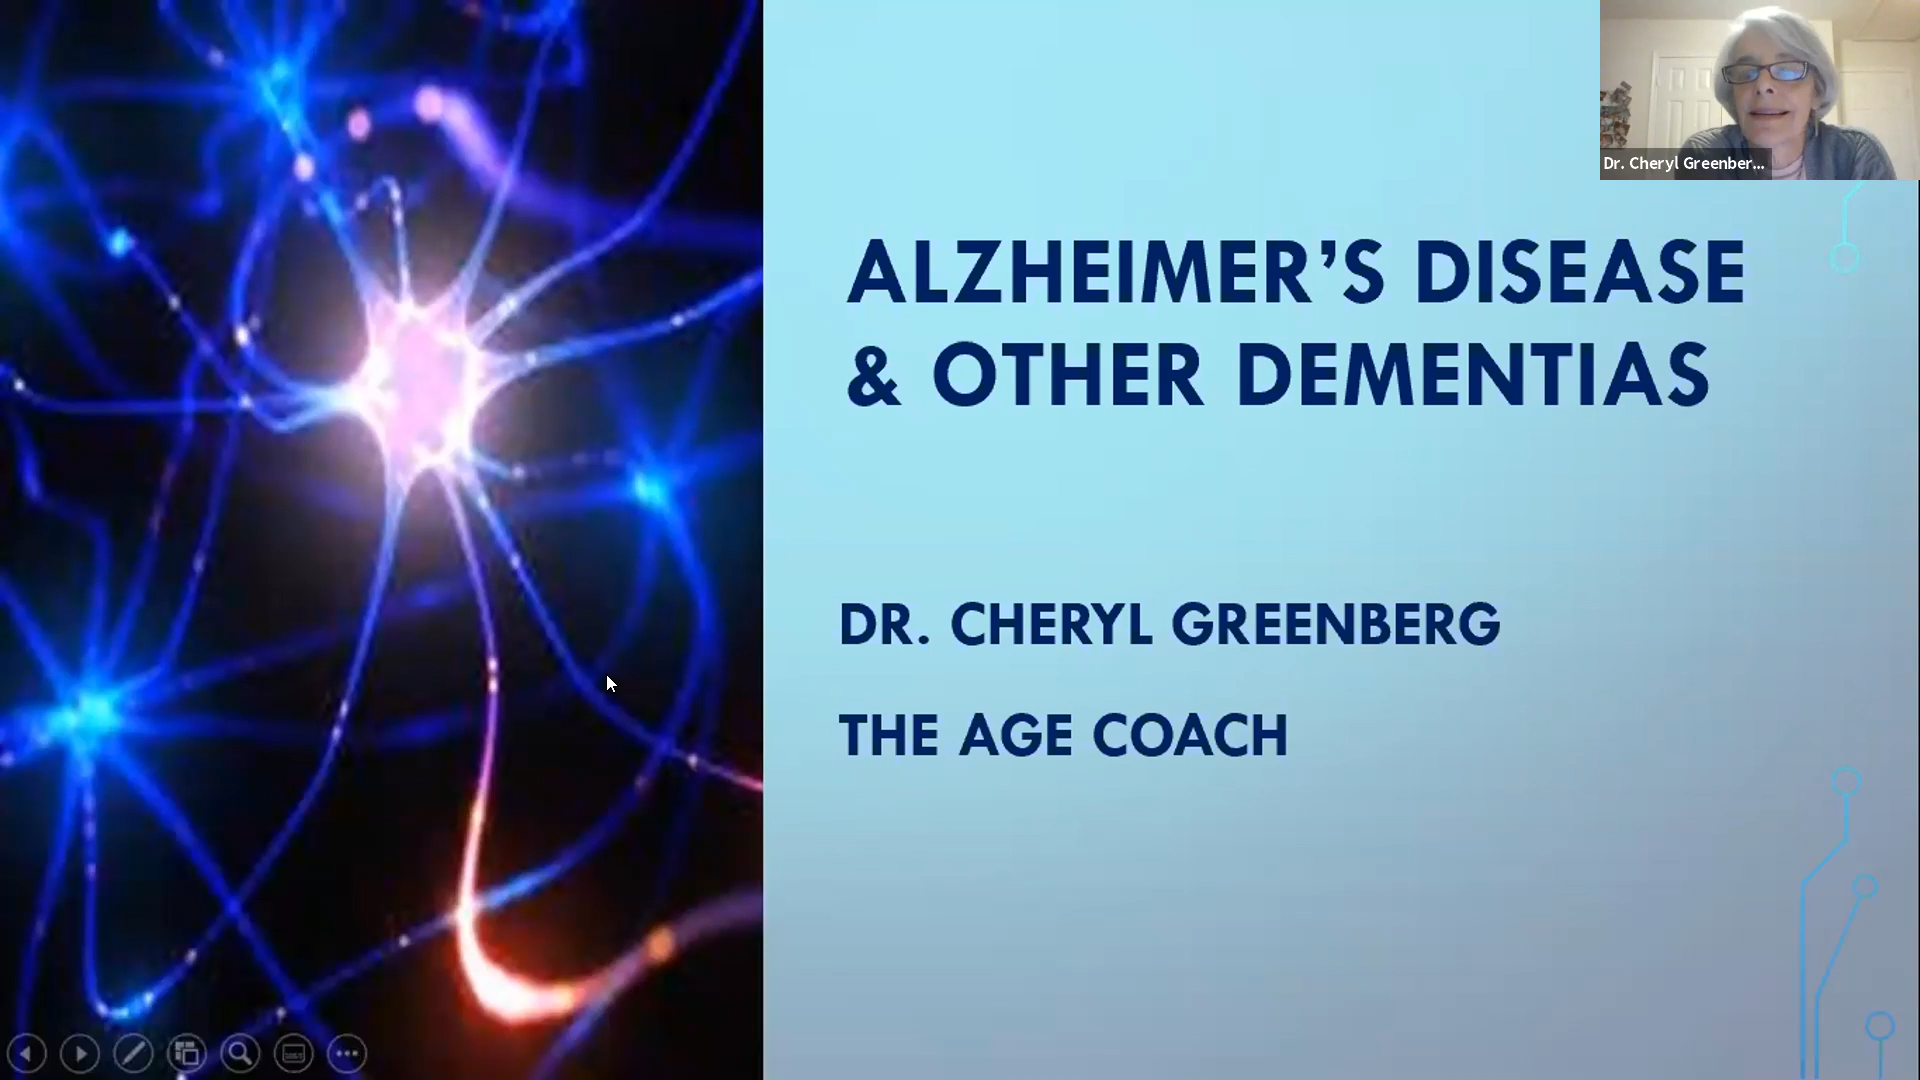 Dr. Cheryl Greenber...
ALZHEIMER’S DISEASE
& OTHER DEMENTIAS
DR. CHERYL GREENBERG
THE AGE COACH